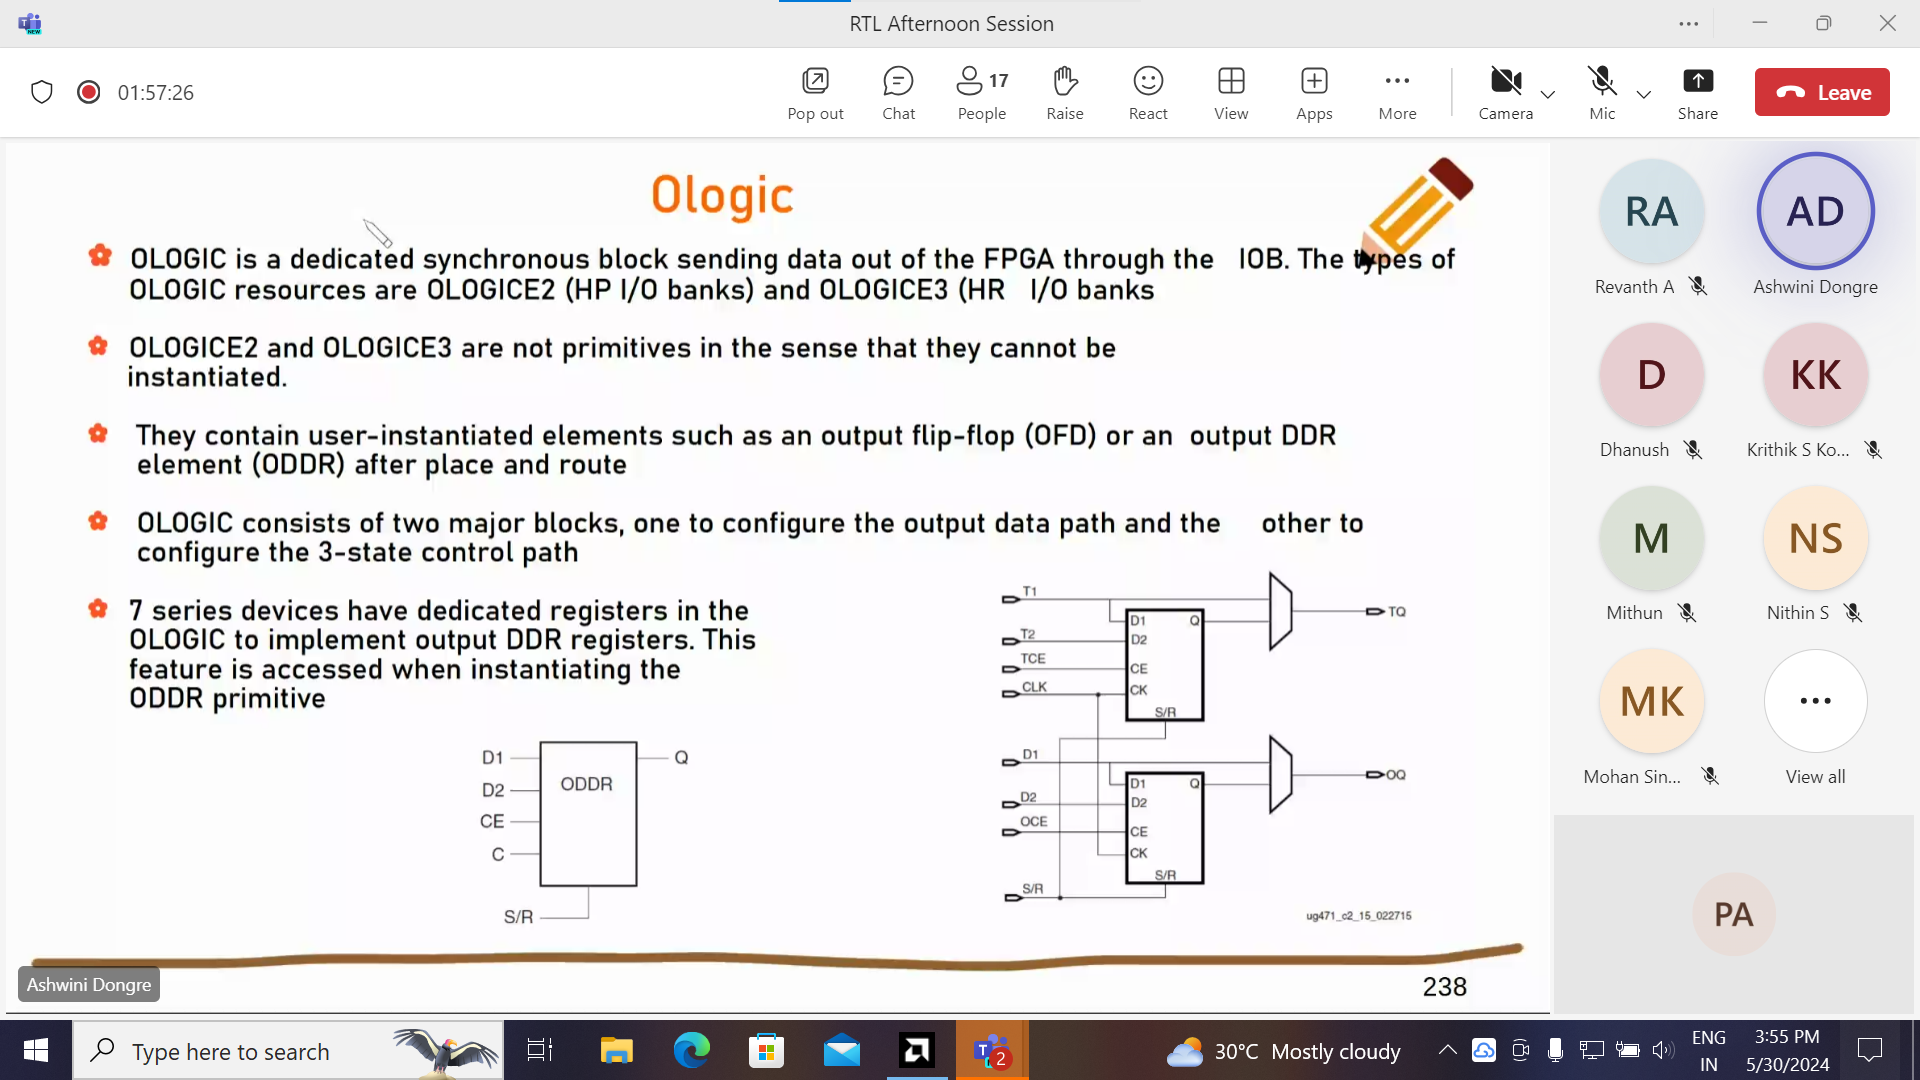 RTL Afternoon Session
01:57:26
Pop out
Chat
17
People
Raise
React
View
Apps
More
Camera
Mic
Share
Leave
Ologic
OLOGIC is a dedicated synchronous block sending data out of the FPGA through the IOB. The types of
OLOGIC resources are OLOGICE2 (HP I/O banks) and OLOGICE3 (HR I/O banks
OLOGICE2 and OLOGICE3 are not primitives in the sense that they cannot be
instantiated.
They contain user-instantiated elements such as an output flip-flop (OFD) or an output DDR
element (ODDR) after place and route
OLOGIC consists of two major blocks, one to configure the output data path and the other to
configure the 3-state control path
7 series devices have dedicated registers in the
OLOGIC to implement output DDR registers. This
feature is accessed when instantiating the
ODDR primitive
D1
D2
CE
C
S/R
ODDR
Q
T1
T2
TCE
CLK
D1
D2
CE
CK
S/R
Q
TQ
D1
D2
OCE
S/R
D1
D2
CE
CK
S/R
Q
OQ
ug471_c2_15_022715
238
Ashwini Dongre
RA
Revanth A
AD
Ashwini Dongre
D
Dhanush
KK
Krithik S Ko...
M
Mithun
NS
Nithin S
MK
Mohan Sin...
View all
PA
NEW
Type here to search
2
30°C Mostly cloudy
ENG
IN
3:55 PM
5/30/2024